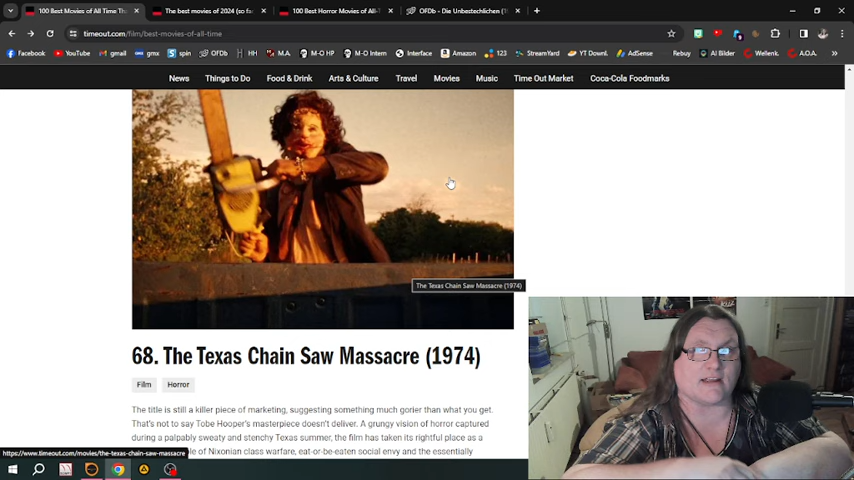 100 Best Movies of All Time Tha
The best movies of 2024 (so fa
100 Best Horror Movies of All-T
OFDb - Die Unbestechlichen (1
timeout.com/film/best-movies-of-all-time
Facebook YouTube gmail gmx spin OFDb HH M.A. M-O HP M-O Intern Interface Amazon 123 StreamYard YT Downl. AdSense Rebuy AI Bilder Wellenk. A.O.A.
News Things to Do Food & Drink Arts & Culture Travel Movies Music Time Out Market Coca-Cola Foodmarks
The Texas Chain Saw Massacre (1974)
68. The Texas Chain Saw Massacre (1974)
Film Horror
The title is still a killer piece of marketing, suggesting something much gorier than what you get.
That's not to say Tobe Hooper's masterpiece doesn't deliver. A grungy vision of horror captured
during a palpably sweaty and stenchy Texas summer, the film has taken its rightful place as a
le of Nixonian class warfare, eat-or-be-eaten social envy and the essentially
https://www.timeout.com/movies/the-texas-chain-saw-massacre